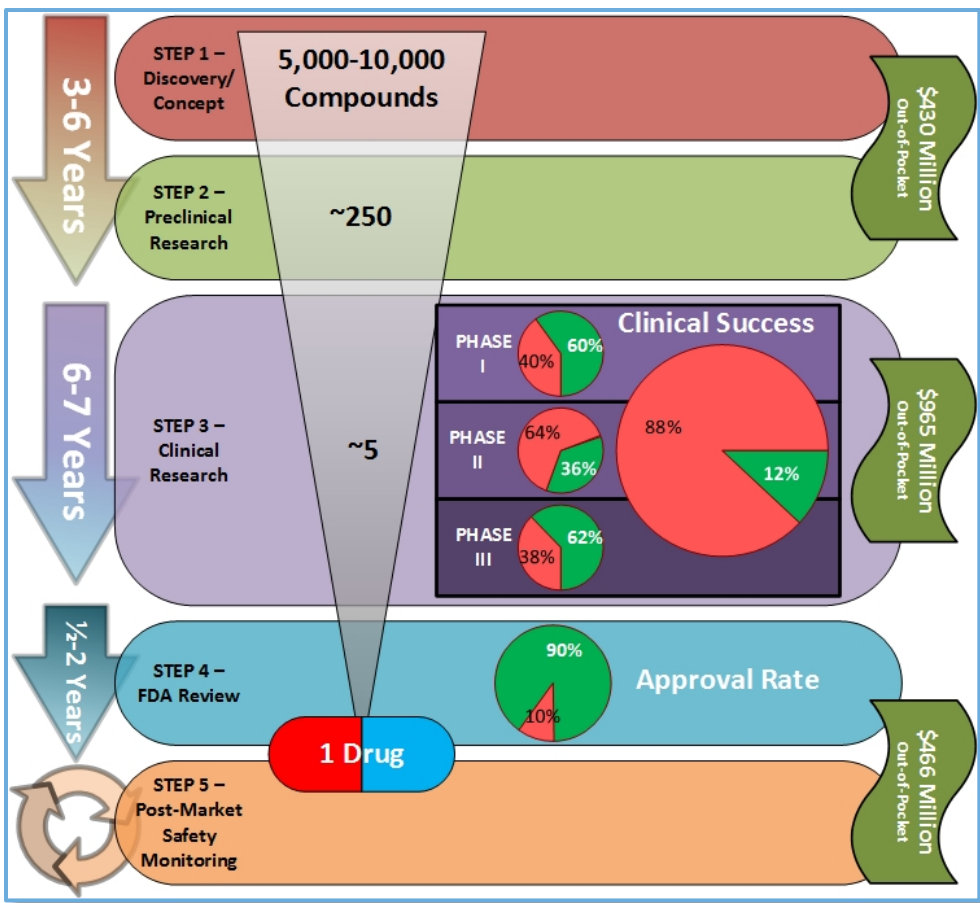 3-6 Years
STEP 1 –
Discovery/
Concept
5,000-10,000
Compounds
$430 Million
Out-of-Pocket
STEP 2 –
Preclinical
Research
~250
6-7 Years
STEP 3 –
Clinical
Research
~5
Clinical Success
PHASE
I
40%
60%
PHASE
II
64%
36%
PHASE
III
38%
62%
88%
12%
$965 Million
Out-of-Pocket
½-2 Years
STEP 4 –
FDA Review
90%
10%
Approval Rate
1 Drug
$466 Million
Out-of-Pocket
STEP 5 –
Post-Market
Safety
Monitoring